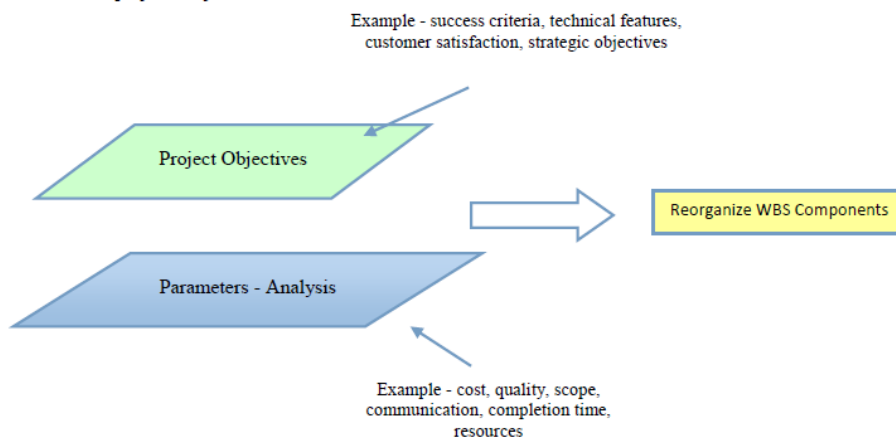 Example - success criteria, technical features,
customer satisfaction, strategic objectives
Project Objectives
Reorganize WBS Components
Parameters - Analysis
Example - cost, quality, scope,
communication, completion time,
resources